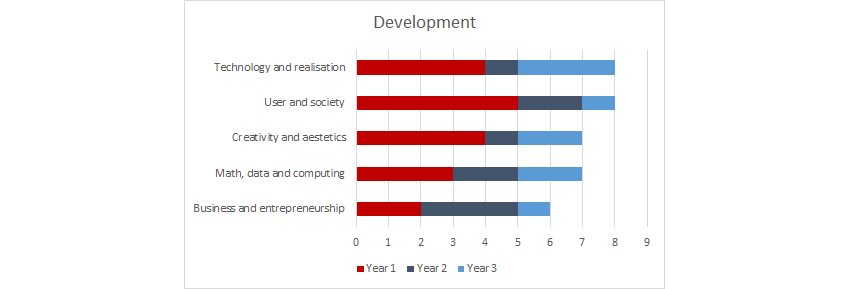 Development
Technology and realisation
User and society
Creativity and aestetics
Math, data and computing
Business and entrepreneurship
0 1 2 3 4 5 6 7 8 9
Year 1 Year 2 Year 3